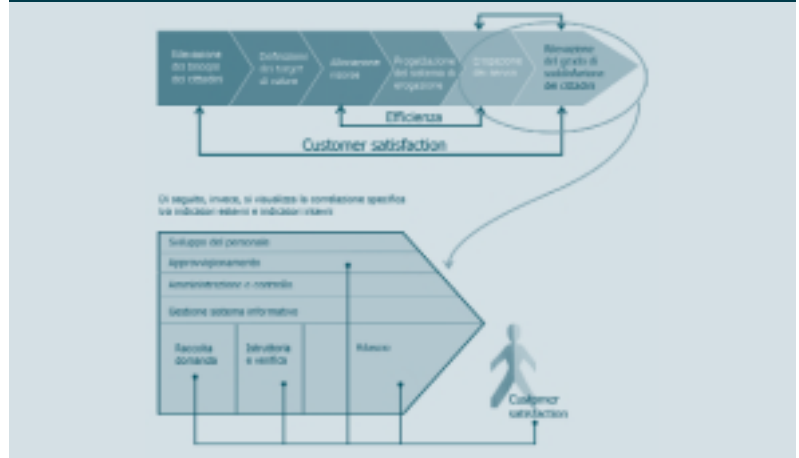 Rilevazione
dei bisogni
dei cittadini
Definizione
dei target
di valore
Allocazione
risorse
Progettazione
del sistema di
erogazione
Erogazione
dei servizi
Rilevazione
del grado di
soddisfazione
dei cittadini
Efficienza
Customer satisfaction
Di seguito, invece, si visualizza la correlazione specifica
tra indicatori esterni e indicatori interni
Sviluppo del personale
Approvvigionamento
Amministrazione e controllo
Gestione sistema informativo
Raccolta
domanda
Istruttoria
e verifica
Rilascio
Customer
satisfaction